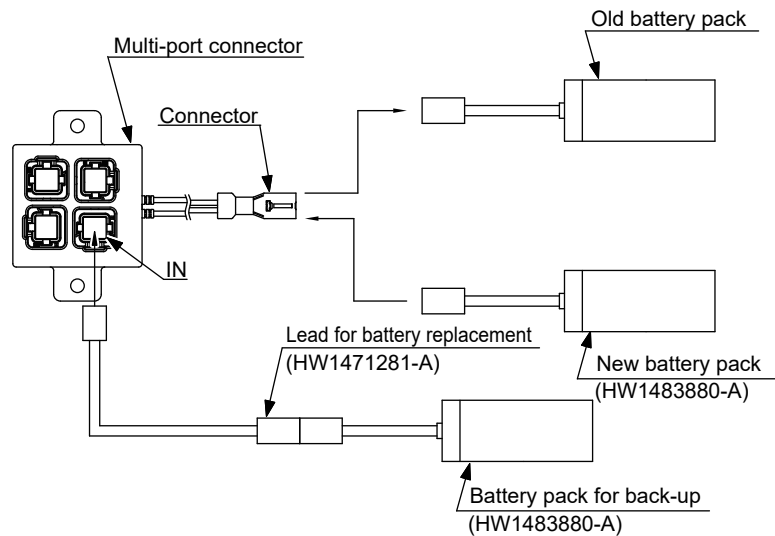 Old battery pack
Multi-port connector
Connector
IN
Lead for battery replacement
(HW1471281-A)
New battery pack
(HW1483880-A)
Battery pack for back-up
(HW1483880-A)